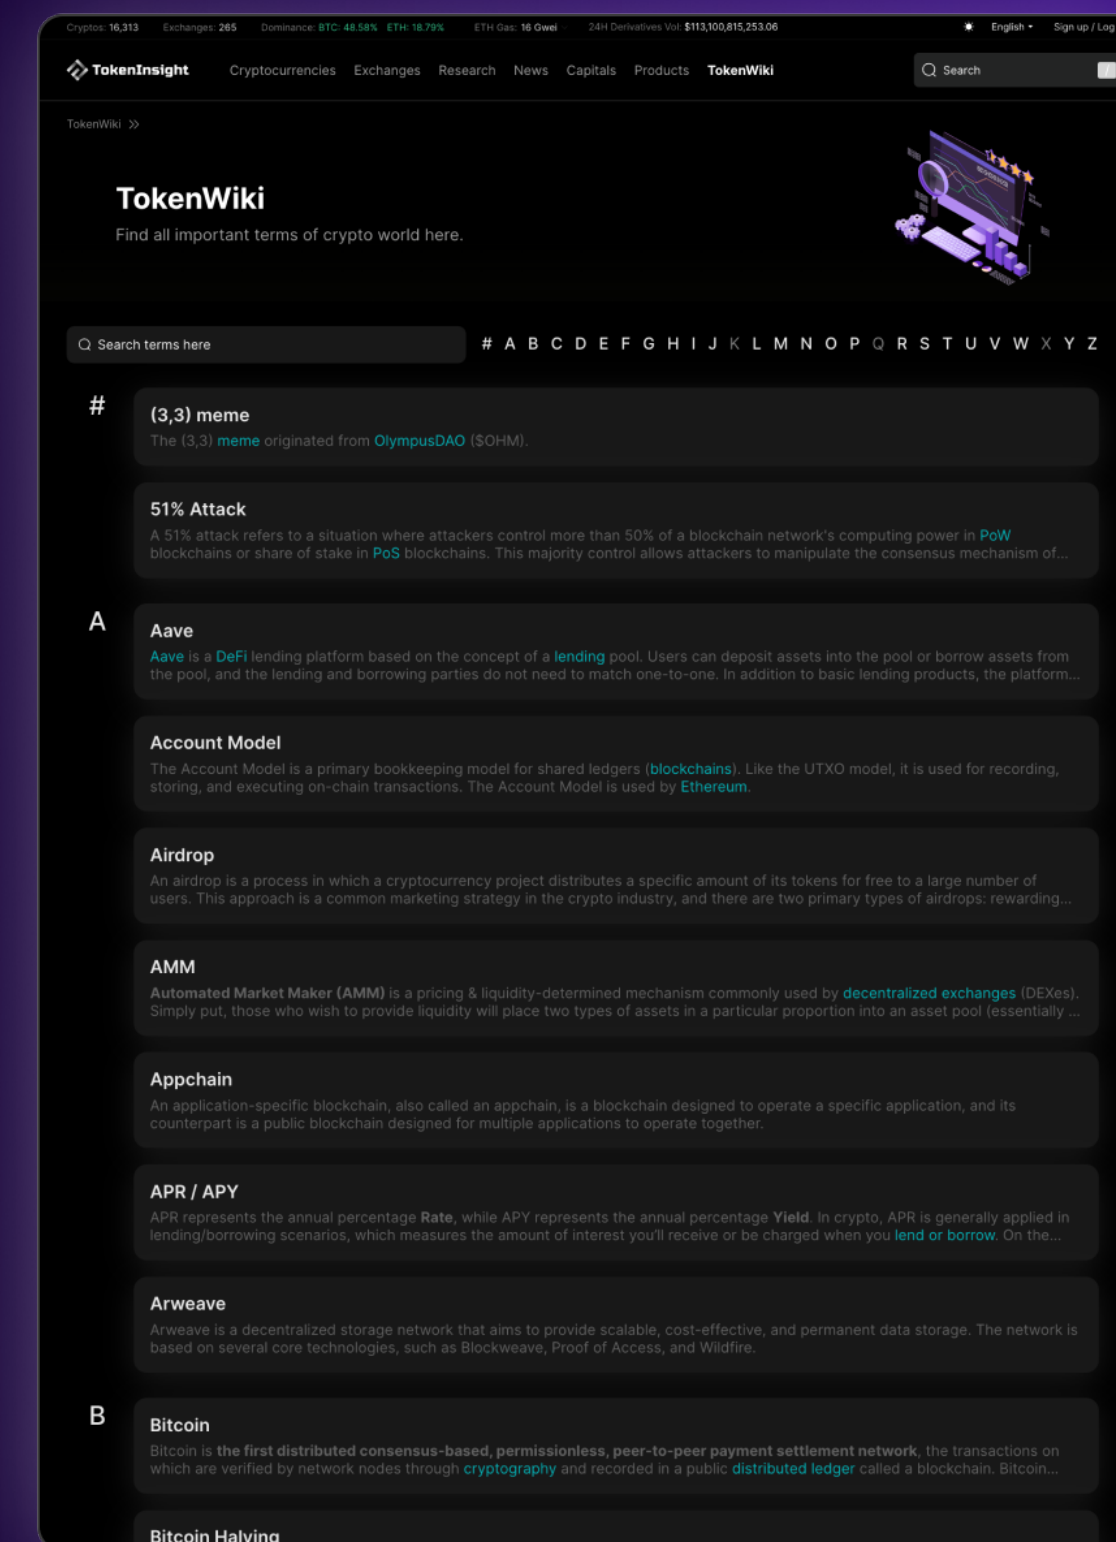 Cryptos: 16,313 Exchanges: 265 Dominance: BTC: 48.58% ETH: 18.79% ETH Gas: 16 Gwei 24H Derivatives Vol: $113,100,815,253.06 English Sign up / Log
TokenInsight Cryptocurrencies Exchanges Research News Capitals Products TokenWiki Search /
TokenWiki >>
TokenWiki
Find all important terms of crypto world here.
Search terms here # A B C D E F G H I J K L M N O P Q R S T U V W X Y Z
#
(3,3) meme
The (3,3) meme originated from OlympusDAO ($OHM).
51% Attack
A 51% attack refers to a situation where attackers control more than 50% of a blockchain network's computing power in PoW
blockchains or share of stake in PoS blockchains. This majority control allows attackers to manipulate the consensus mechanism of...
A
Aave
Aave is a DeFi lending platform based on the concept of a lending pool. Users can deposit assets into the pool or borrow assets from
the pool, and the lending and borrowing parties do not need to match one-to-one. In addition to basic lending products, the platform...
Account Model
The Account Model is a primary bookkeeping model for shared ledgers (blockchains). Like the UTXO model, it is used for recording,
storing, and executing on-chain transactions. The Account Model is used by Ethereum.
Airdrop
An airdrop is a process in which a cryptocurrency project distributes a specific amount of its tokens for free to a large number of
users. This approach is a common marketing strategy in the crypto industry, and there are two primary types of airdrops: rewarding...
AMM
Automated Market Maker (AMM) is a pricing & liquidity-determined mechanism commonly used by decentralized exchanges (DEXes).
Simply put, those who wish to provide liquidity will place two types of assets in a particular proportion into an asset pool (essentially ...
Appchain
An application-specific blockchain, also called an appchain, is a blockchain designed to operate a specific application, and its
counterpart is a public blockchain designed for multiple applications to operate together.
APR / APY
APR represents the annual percentage Rate, while APY represents the annual percentage Yield. In crypto, APR is generally applied in
lending/borrowing scenarios, which measures the amount of interest you'll receive or be charged when you lend or borrow. On the...
Arweave
Arweave is a decentralized storage network that aims to provide scalable, cost-effective, and permanent data storage. The network is
based on several core technologies, such as Blockweave, Proof of Access, and Wildfire.
B
Bitcoin
Bitcoin is the first distributed consensus-based, permissionless, peer-to-peer payment settlement network, the transactions on
which are verified by network nodes through cryptography and recorded in a public distributed ledger called a blockchain. Bitcoin...
Bitcoin Halving